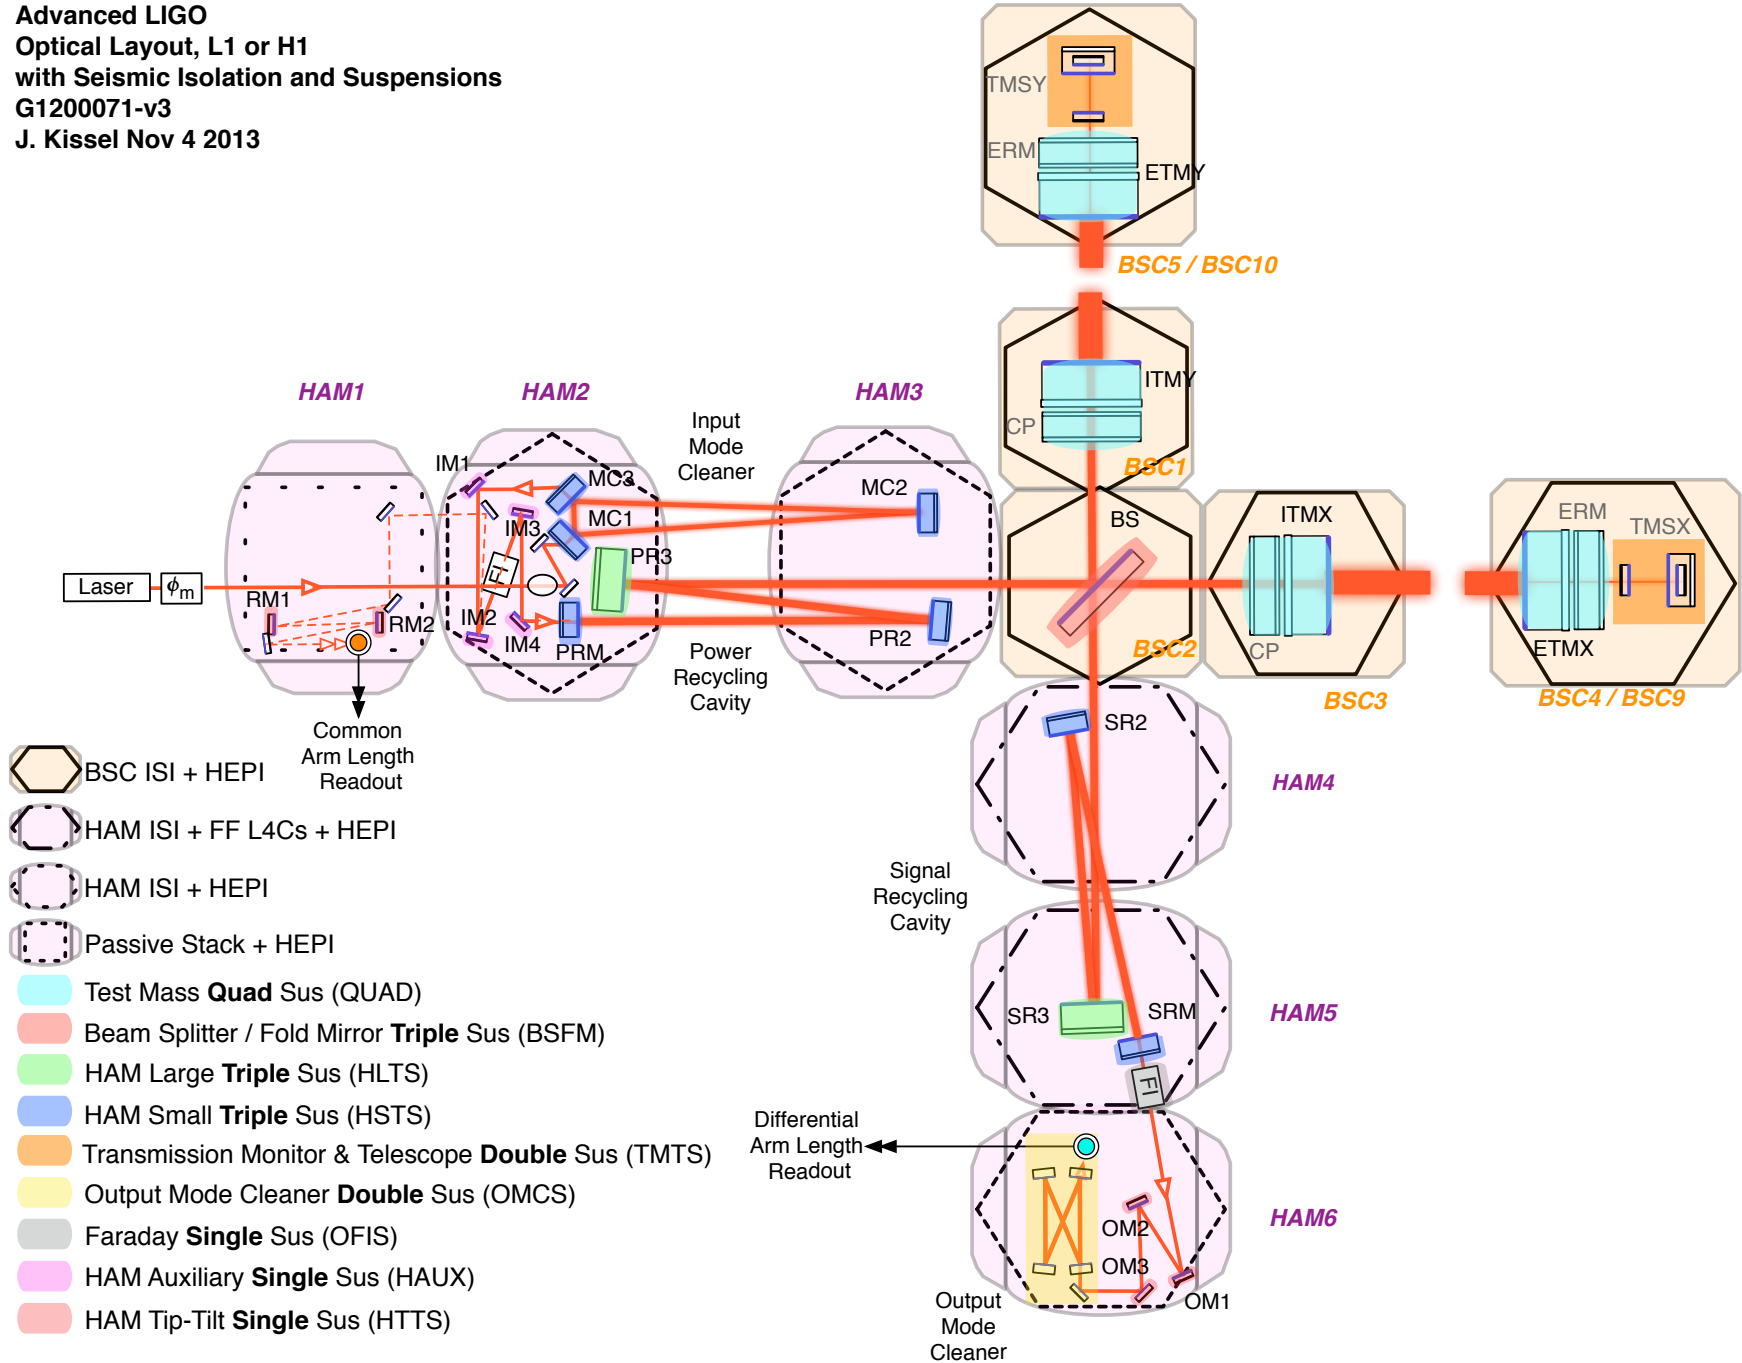 Advanced LIGO
Optical Layout, L1 or H1
with Seismic Isolation and Suspensions
G1200071-v3
J. Kissel Nov 4 2013
TMSY
ERM
ETMY
BSC5 / BSC10
ITMY
CP
BSC1
HAM1
HAM2
HAM3
Input
Mode
Cleaner
IM1
MC3
MC1
MC2
IM3
FI
PR3
Laser
ϕm
RM1
RM2
IM2
IM4
PRM
PR2
BS
BSC2
ITMX
CP
BSC3
ERM
TMSX
ETMX
BSC4 / BSC9
Power
Recycling
Cavity
Common
Arm Length
Readout
SR2
HAM4
Signal
Recycling
Cavity
SR3
SRM
HAM5
FI
Differential
Arm Length
Readout
OM2
OM3
OM1
HAM6
Output
Mode
Cleaner
BSC ISI + HEPI
HAM ISI + FF L4Cs + HEPI
HAM ISI + HEPI
Passive Stack + HEPI
Test Mass Quad Sus (QUAD)
Beam Splitter / Fold Mirror Triple Sus (BSFM)
HAM Large Triple Sus (HLTS)
HAM Small Triple Sus (HSTS)
Transmission Monitor & Telescope Double Sus (TMTS)
Output Mode Cleaner Double Sus (OMCS)
Faraday Single Sus (OFIS)
HAM Auxiliary Single Sus (HAUX)
HAM Tip-Tilt Single Sus (HTTS)